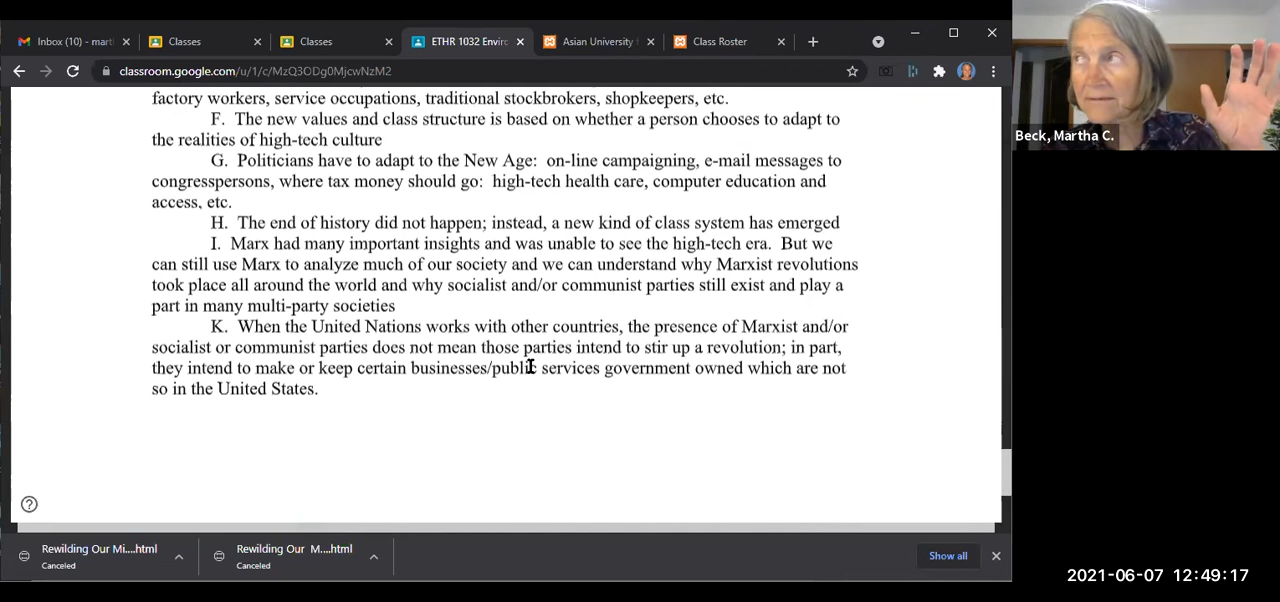 Inbox (10) - mart
Classes
Classes
ETHR 1032 Envirc
Asian University f
Class Roster
classroom.google.com/u/1/c/MzQ3ODg0MjcwNzM2
Beck, Martha C.
factory workers, service occupations, traditional stockbrokers, shopkeepers, etc.
F. The new values and class structure is based on whether a person chooses to adapt to
the realities of high-tech culture
G. Politicians have to adapt to the New Age: on-line campaigning, e-mail messages to
congresspersons, where tax money should go: high-tech health care, computer education and
access, etc.
H. The end of history did not happen; instead, a new kind of class system has emerged
I. Marx had many important insights and was unable to see the high-tech era. But we
can still use Marx to analyze much of our society and we can understand why Marxist revolutions
took place all around the world and why socialist and/or communist parties still exist and play a
part in many multi-party societies
K. When the United Nations works with other countries, the presence of Marxist and/or
socialist or communist parties does not mean those parties intend to stir up a revolution; in part,
they intend to make or keep certain businesses/public services government owned which are not
so in the United States.
Rewilding Our Mi....html
Canceled
Rewilding Our M....html
Canceled
Show all
2021-06-07 12:49:17